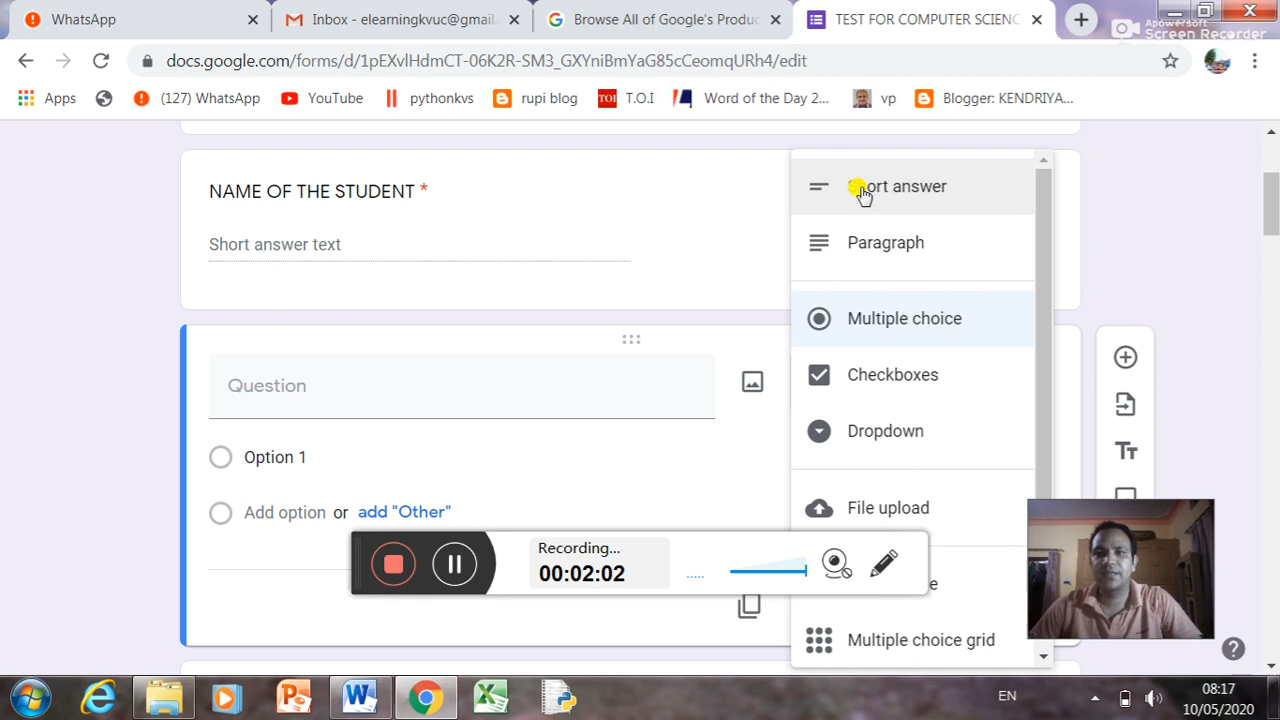 WhatsApp
Inbox - elearningkvuc@gmail.
Browse All of Google's Produc
TEST FOR COMPUTER SCIENC
Apowersoft
Screen Recorder
docs.google.com/forms/d/1pEXvlHdmCT-06K2R-SM3_GXYniBmYaG85cCeomqURh4/edit
Apps
(127) WhatsApp
YouTube
pythonkvs
rupi blog
TOI
T.O.I
Word of the Day 2...
vp
Blogger: KENDRIYA...
NAME OF THE STUDENT *
Short answer text
Short answer
Paragraph
Multiple choice
Checkboxes
Dropdown
File upload
Multiple choice grid
Question
Option 1
Add option or add "Other"
Recording...
00:02:02
EN
08:17
10/05/2020